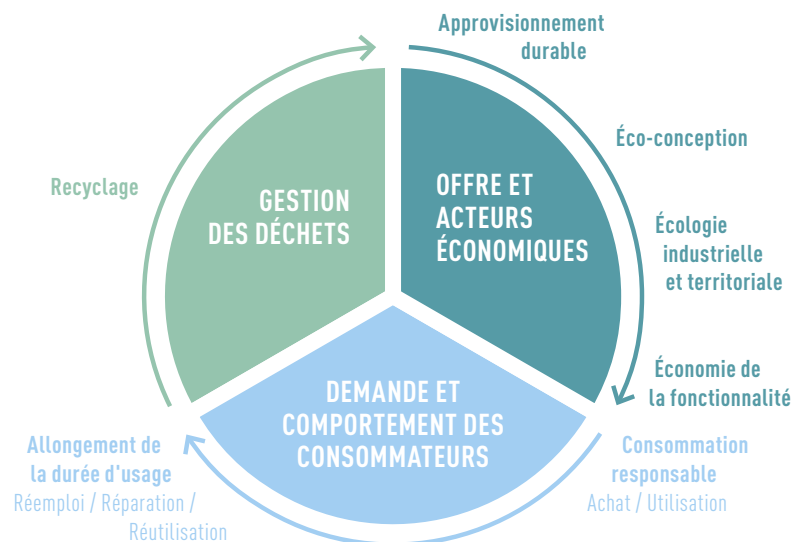 Approvisionnement
durable
Éco-conception
Écologie
industrielle
et territoriale
Économie de
la fonctionnalité
OFFRE ET
ACTEURS
ÉCONOMIQUES
GESTION
DES DÉCHETS
Recyclage
DEMANDE ET
COMPORTEMENT DES
CONSOMMATEURS
Consommation
responsable
Achat / Utilisation
Allongement de
la durée d'usage
Réemploi / Réparation /
Réutilisation